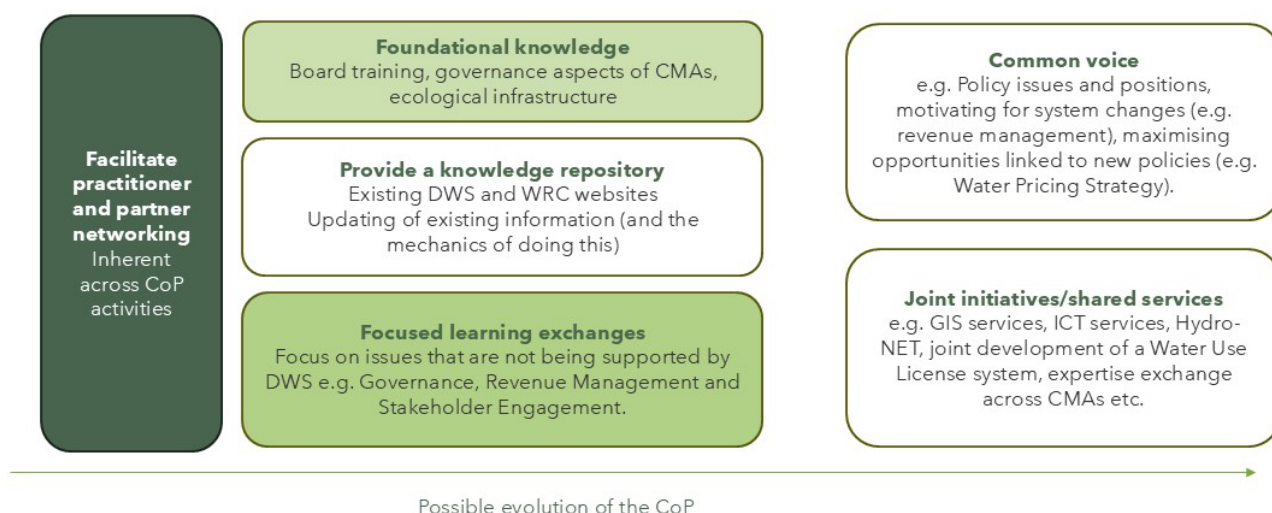 Facilitate
practitioner
and partner
networking
Inherent
across CoP
activities
Foundational knowledge
Board training, governance aspects of CMAs,
ecological infrastructure
Provide a knowledge repository
Existing DWS and WRC websites
Updating of existing information (and the
mechanics of doing this)
Focused learning exchanges
Focus on issues that are not being supported by
DWS e.g. Governance, Revenue Management and
Stakeholder Engagement.
Common voice
e.g. Policy issues and positions,
motivating for system changes (e.g.
revenue management), maximising
opportunities linked to new policies (e.g.
Water Pricing Strategy).
Joint initiatives/shared services
e.g. GIS services, ICT services, Hydro-
NET, joint development of a Water Use
License system, expertise exchange
across CMAs etc.
Possible evolution of the CoP